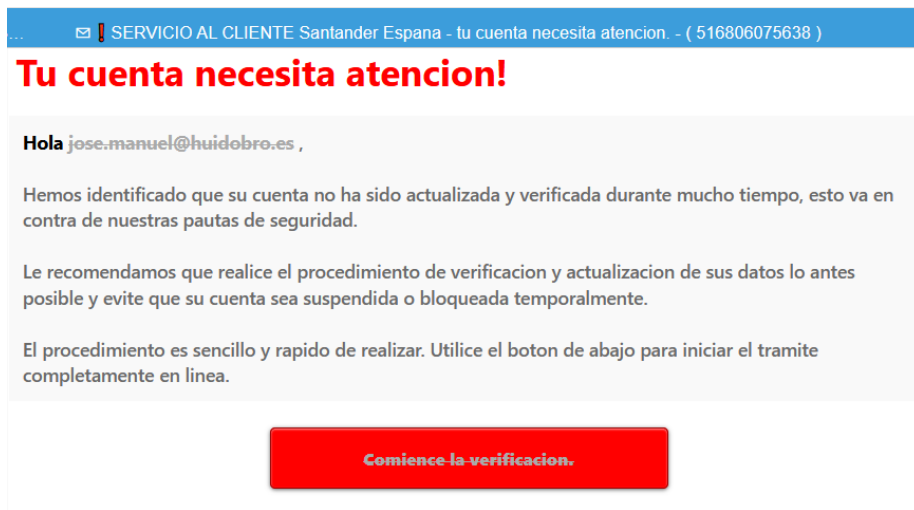 ... SERVICIO AL CLIENTE Santander Espana - tu cuenta necesita atencion. - ( 516806075638 )
Tu cuenta necesita atencion!
Hola jose.manuel@huidobro.es ,
Hemos identificado que su cuenta no ha sido actualizada y verificada durante mucho tiempo, esto va en
contra de nuestras pautas de seguridad.
Le recomendamos que realice el procedimiento de verificacion y actualizacion de sus datos lo antes
posible y evite que su cuenta sea suspendida o bloqueada temporalmente.
El procedimiento es sencillo y rapido de realizar. Utilice el boton de abajo para iniciar el tramite
completamente en linea.
Comience la verificacion.